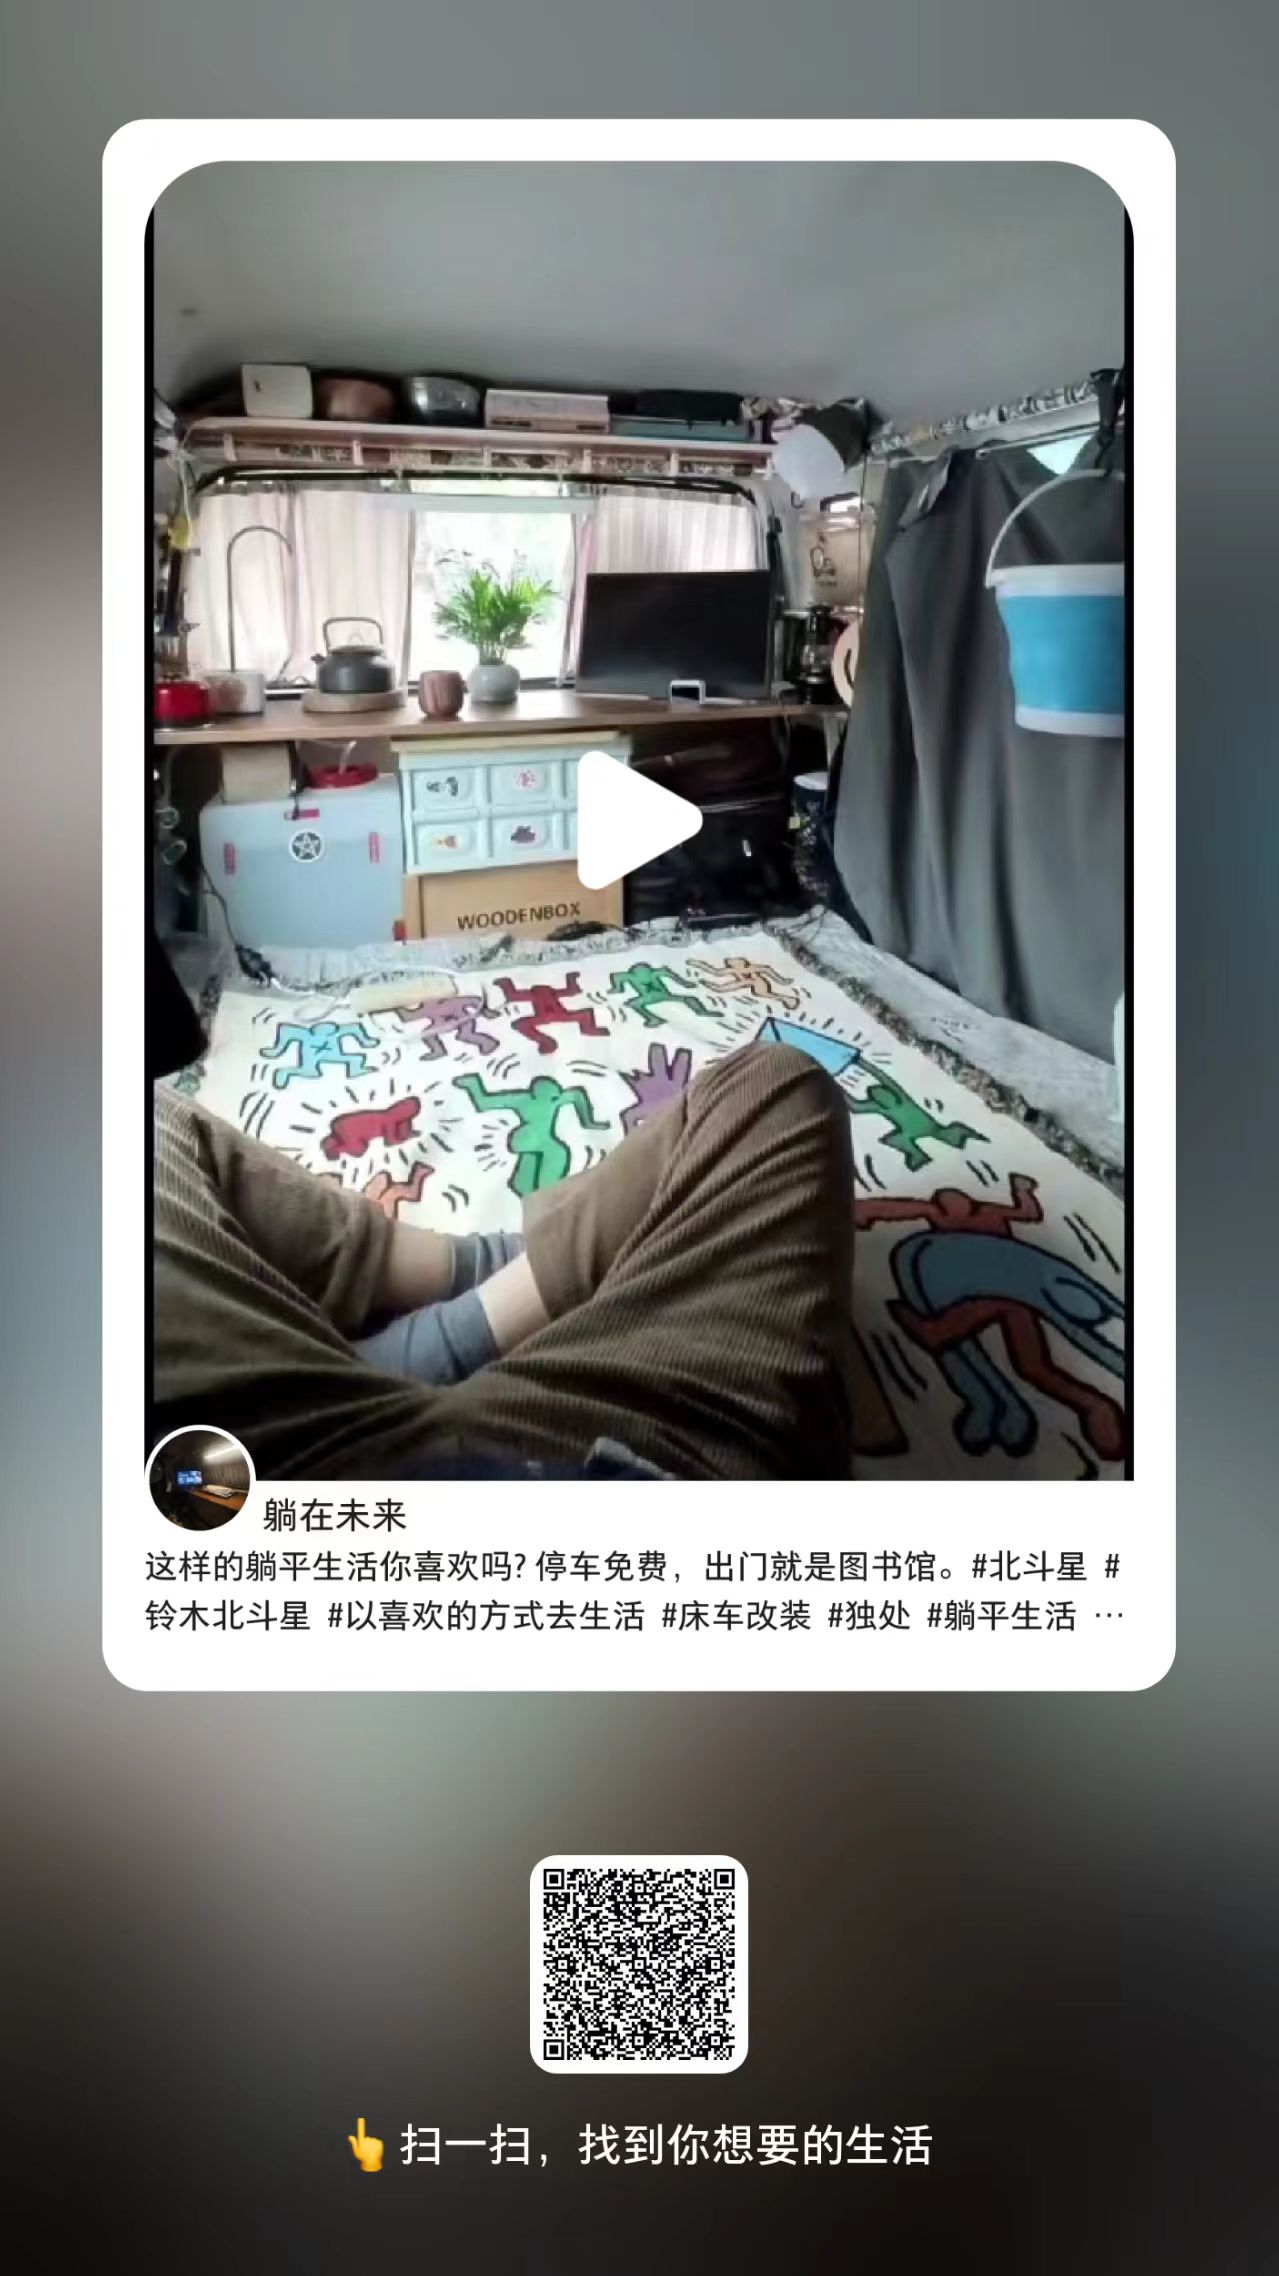 WOODENBOX
躺在未来
这样的躺平生活你喜欢吗? 停车免费，出门就是图书馆。#北斗星 #
铃木北斗星 #以喜欢的方式去生活 #床车改装 #独处 #躺平生活 …
👆扫一扫，找到你想要的生活